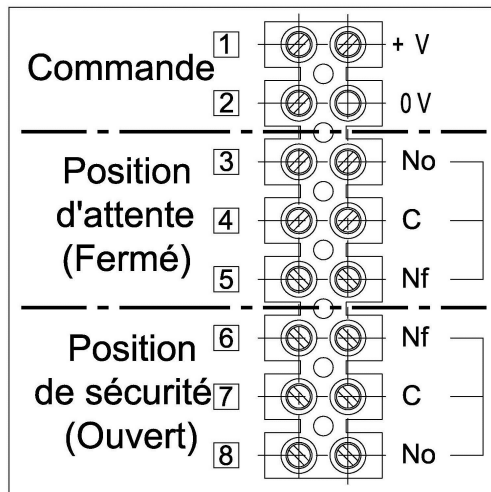 Commande
1 + V
2 0 V
Position d'attente (Fermé)
3 No
4 C
5 Nf
Position de sécurité (Ouvert)
6 Nf
7 C
8 No